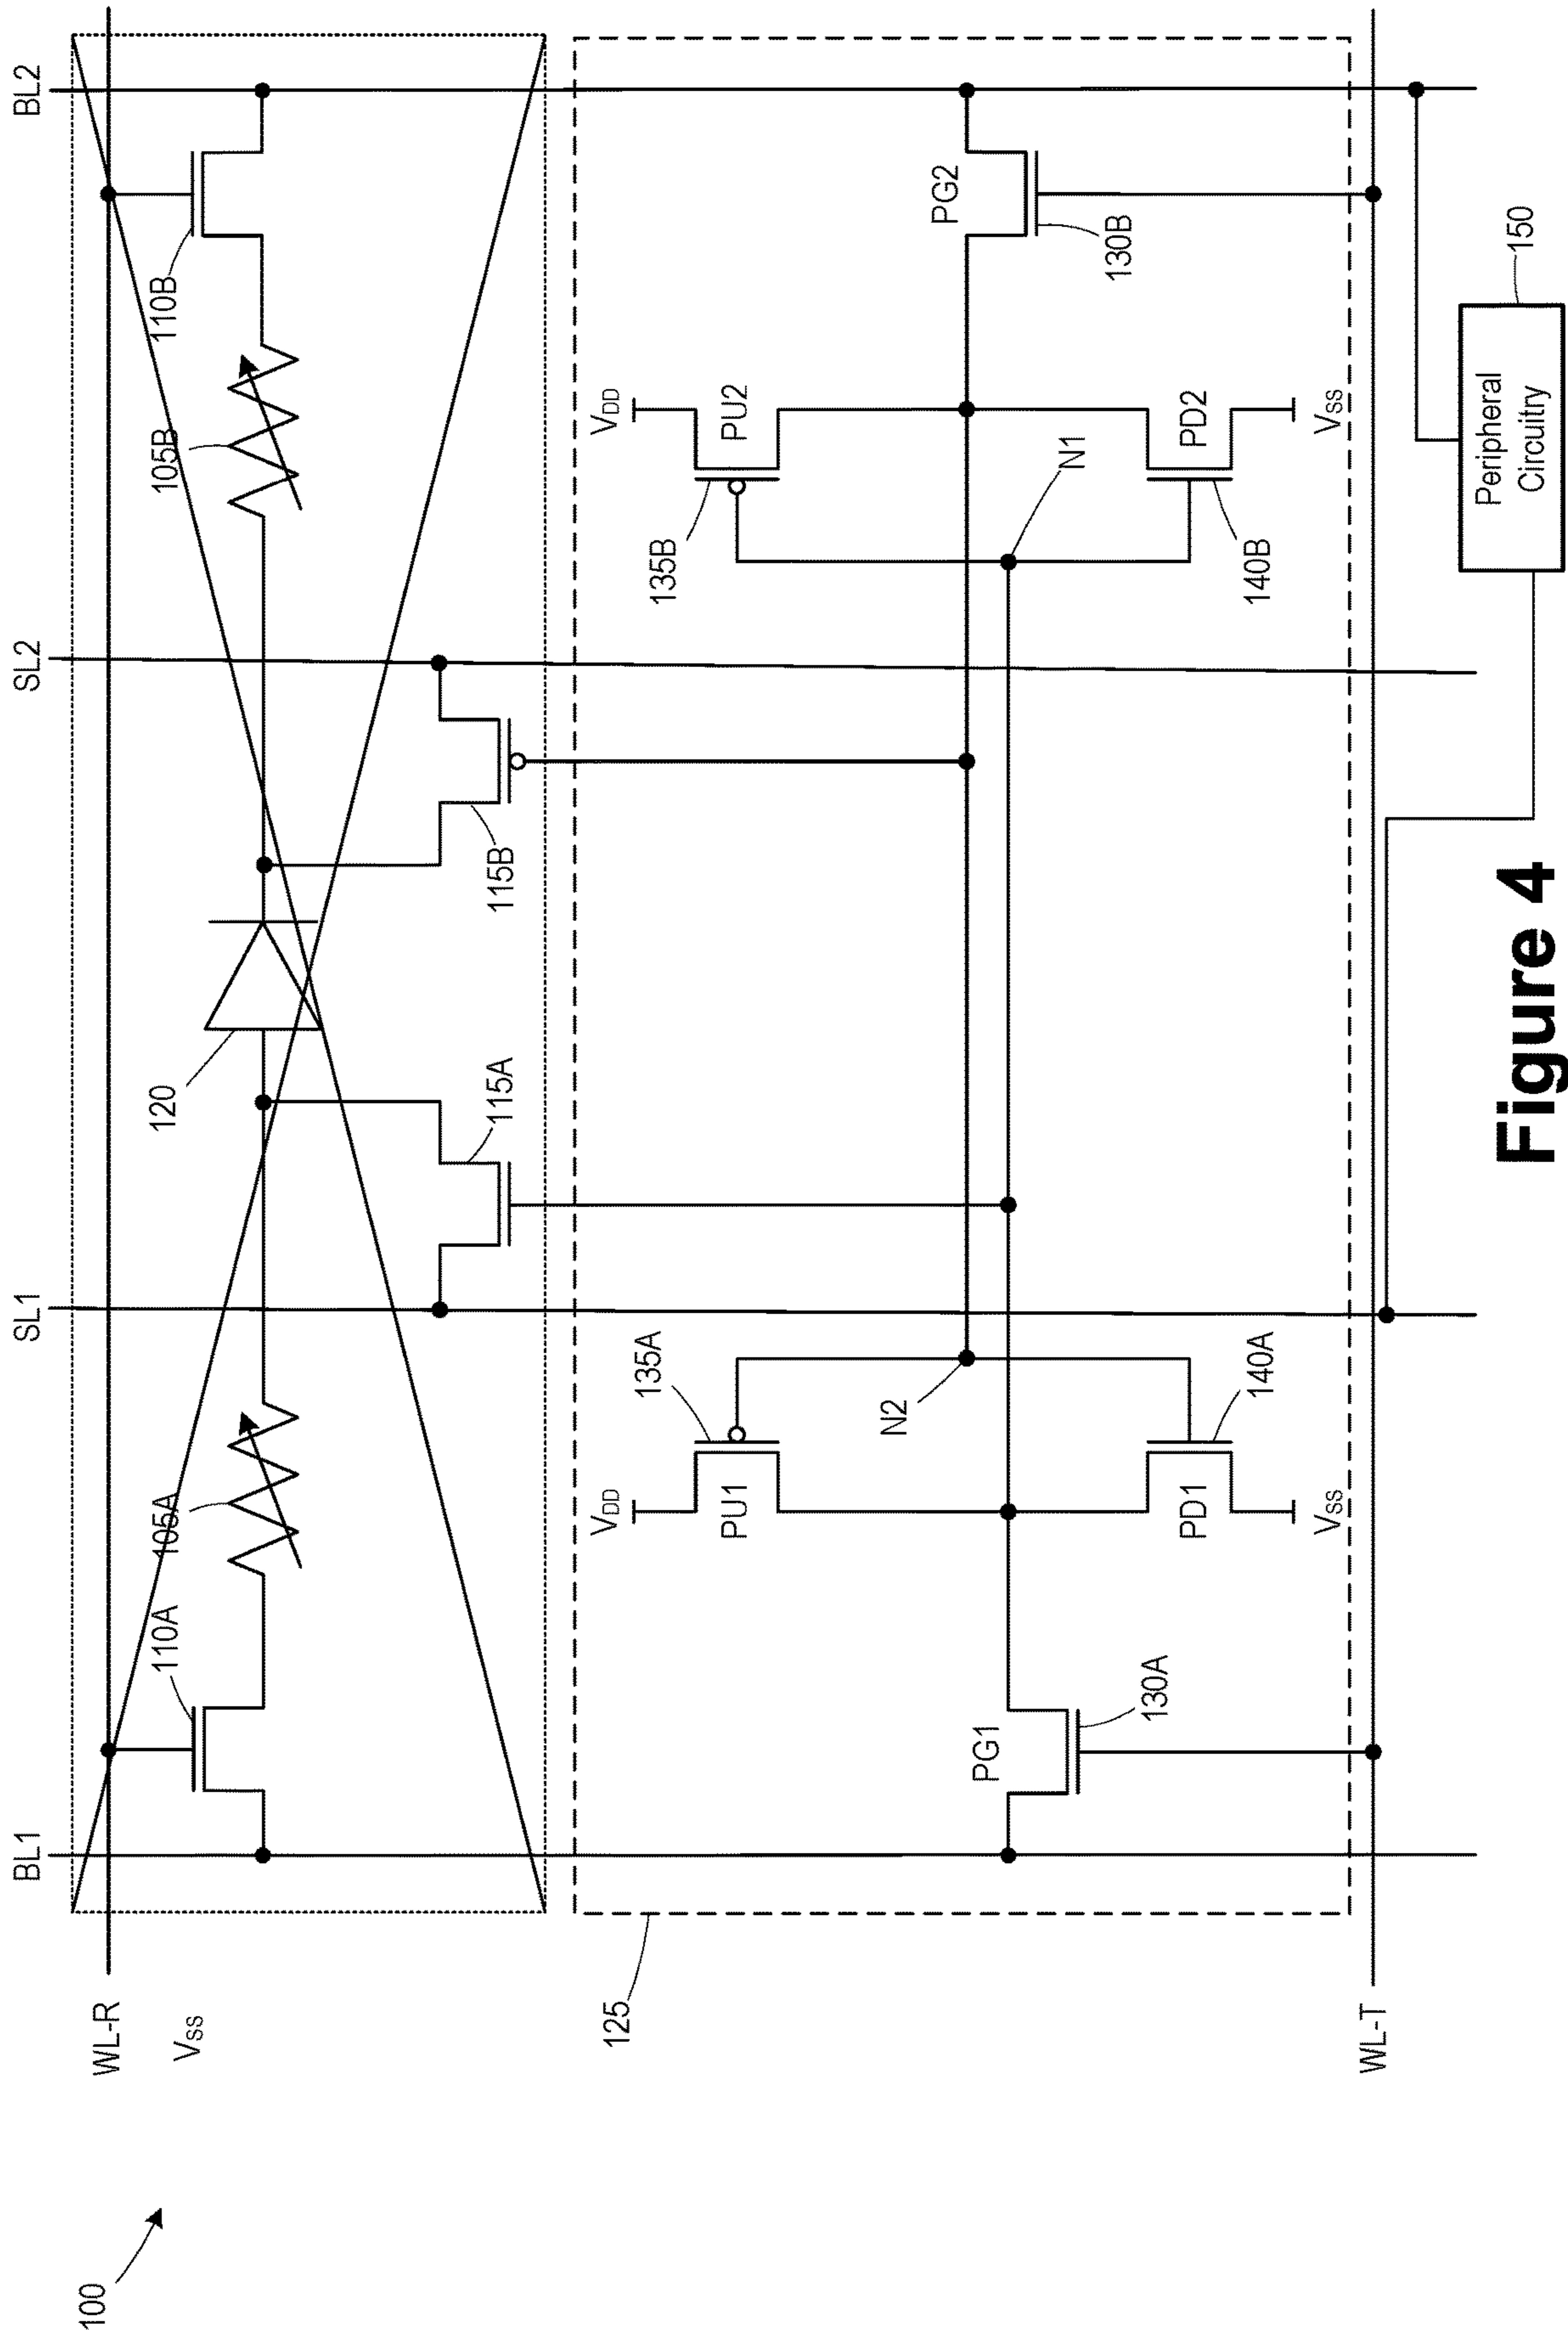 100
WL-R
VSS
BL1
SL1
SL2
BL2
110A
105A
120
105B
110B
115A
115B
125
VDD
135A
135B
VDD
PU1
PU2
N2
PG2
PG1
N1
130B
130A
PD1
PD2
140A
140B
VSS
VSS
WL-T
Peripheral
Circuitry
150
Figure 4